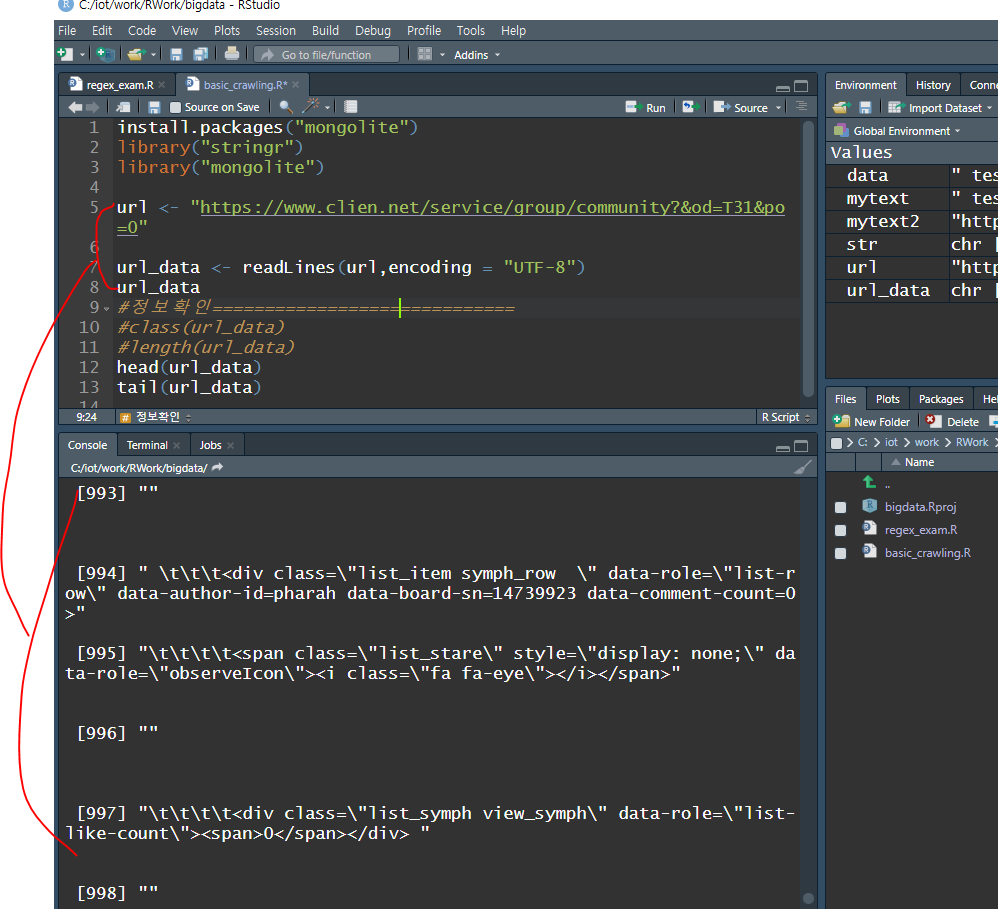 R C:/iot/work/RWork/bigdata - RStudio
File Edit Code View Plots Session Build Debug Profile Tools Help
Go to file/function Addins
regex_exam.R basic_crawling.R*
Source on Save Run Source
1 install.packages("mongolite")
2 library("stringr")
3 library("mongolite")
4
5 url <- "https://www.clien.net/service/group/community?&od=T31&po
=0"
6
7 url_data <- readLines(url,encoding = "UTF-8")
8 url_data
9 #정보확인=============================
10 #class(url_data)
11 #length(url_data)
12 head(url_data)
13 tail(url_data)
14
9:24 # 정보확인 R Script
Console Terminal Jobs
C:/iot/work/RWork/bigdata/
[993] ""
[994] " \t\t\t<div class=\"list_item symph_row  \" data-role=\"list-r
ow\" data-author-id=pharah data-board-sn=14739923 data-comment-count=0
>"
[995] "\t\t\t\t<span class=\"list_stare\" style=\"display: none;\" da
ta-role=\"observeIcon\"><i class=\"fa fa-eye\"></i></span>"
[996] ""
[997] "\t\t\t\t<div class=\"list_symph view_symph\" data-role=\"list-
like-count\"><span>0</span></div> "
[998] ""
Environment History Conne
Import Dataset
Global Environment
Values
data " tes
mytext " tes
mytext2 "http
str chr [
url "http
url_data chr [
Files Plots Packages He
New Folder Delete
C: iot work RWork
Name
..
bigdata.Rproj
regex_exam.R
basic_crawling.R